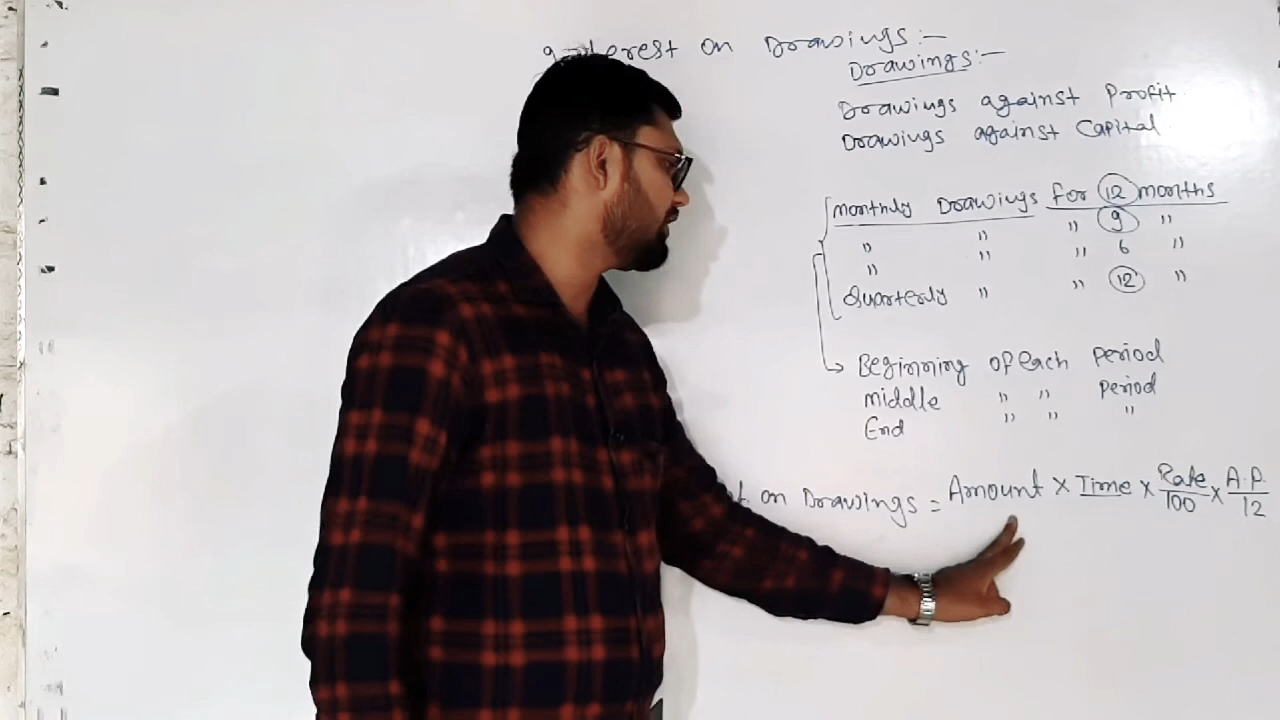 Interest on Drawings:-
Drawings:-
Drawings against Profit
Drawings against Capital
Monthly Drawings for 12 months
" " " 9 "
" " " 6 "
Quarterly " " 12 "
Beginning of each Period
Middle " " Period
End " " "
on Drawings = Amount × Time × Rate/100 × A.P./12